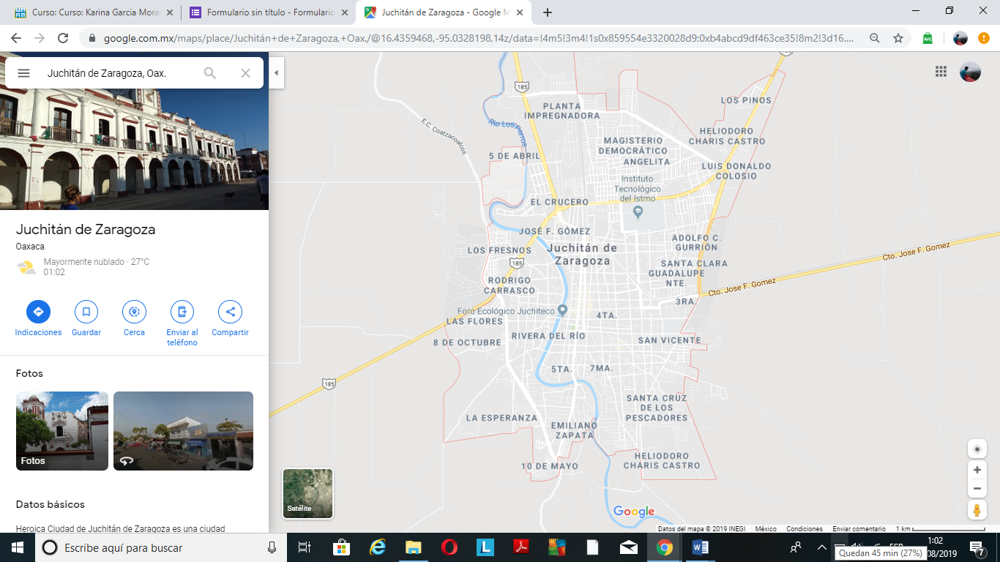 Curso: Curso: Karina Garcia Mora
Formulario sin título - Formulario
Juchitán de Zaragoza - Google M
google.com.mx/maps/place/Juchitán+de+Zaragoza,+Oax./@16.4359468,-95.0328198,14z/data=!4m5!3m4!1s0x859554e3320028d9:0xb4abcd9df463ce35!8m2!3d16....
Juchitán de Zaragoza, Oax.
Juchitán de Zaragoza
Oaxaca
Mayormente nublado · 27°C
01:02
Indicaciones
Guardar
Cerca
Enviar al
teléfono
Compartir
Fotos
Fotos
Datos básicos
Heroica Ciudad de Juchitán de Zaragoza es una ciudad
185
PLANTA
IMPREGNADORA
LOS PINOS
E.C. Coatzacoalcos
Río Los Perros
HELIODORO
CHARIS CASTRO
MAGISTERIO
DEMOCRÁTICO
ANGELITA
5 DE ABRIL
LUIS DONALDO
COLOSIO
Instituto
Tecnológico
del Istmo
EL CRUCERO
JOSÉ F. GÓMEZ
LOS FRESNOS
Juchitán de
Zaragoza
ADOLFO C.
GURRIÓN
185
SANTA CLARA
GUADALUPE
NTE.
Cto. Jose F. Gomez
Cto. Jose F. Gomez
RODRIGO
CARRASCO
3RA.
Foro Ecológico Juchiteco
4TA.
LAS FLORES
RIVERA DEL RÍO
8 DE OCTUBRE
SAN VICENTE
5TA.
7MA.
185
SANTA CRUZ
DE LOS
PESCADORES
LA ESPERANZA
EMILIANO
ZAPATA
HELIODORO
CHARIS CASTRO
10 DE MAYO
Satélite
Google
Datos del mapa © 2019 INEGI
México
Condiciones
Enviar comentario
1 km
Escribe aquí para buscar
1:02
08/2019
Quedan 45 min (27%)
7